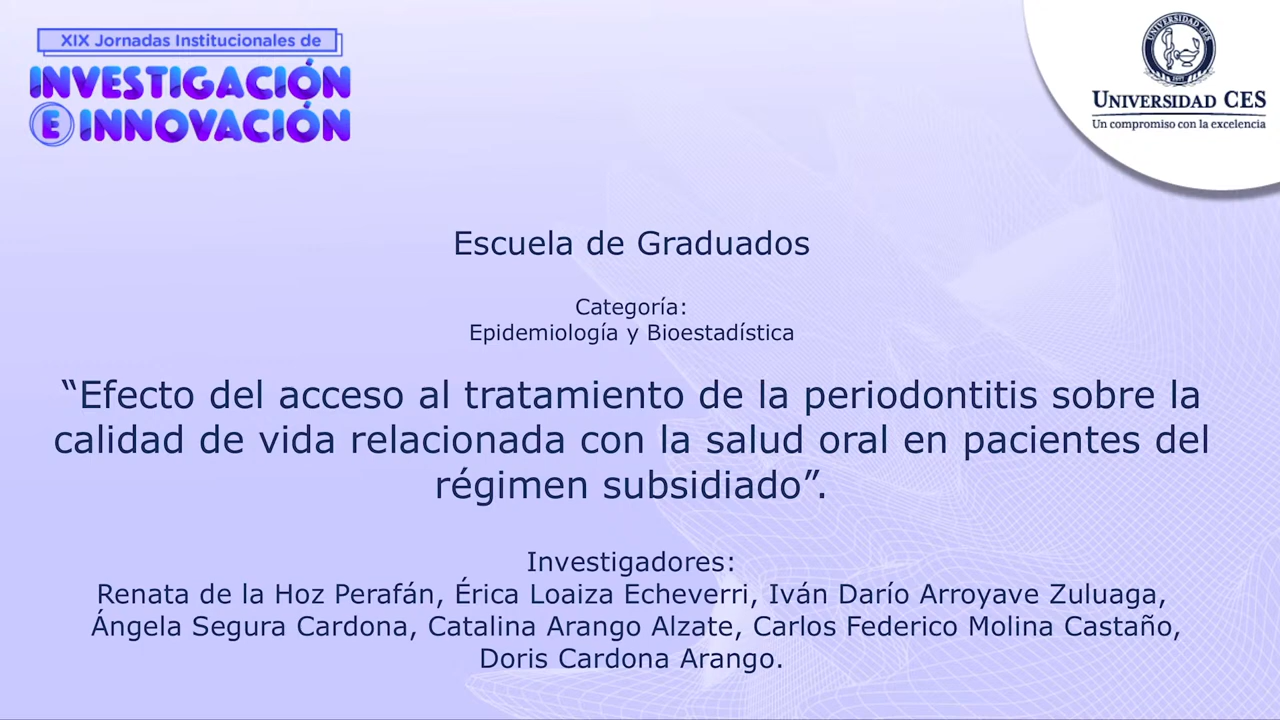 XIX Jornadas Institucionales de
INVESTIGACIÓN
E INNOVACIÓN
UNIVERSIDAD CES
UNIVERSIDAD CES
Un compromiso con la excelencia
Escuela de Graduados
Categoría:
Epidemiología y Bioestadística
“Efecto del acceso al tratamiento de la periodontitis sobre la
calidad de vida relacionada con la salud oral en pacientes del
régimen subsidiado”.
Investigadores:
Renata de la Hoz Perafán, Érica Loaiza Echeverri, Iván Darío Arroyave Zuluaga,
Ángela Segura Cardona, Catalina Arango Alzate, Carlos Federico Molina Castaño,
Doris Cardona Arango.